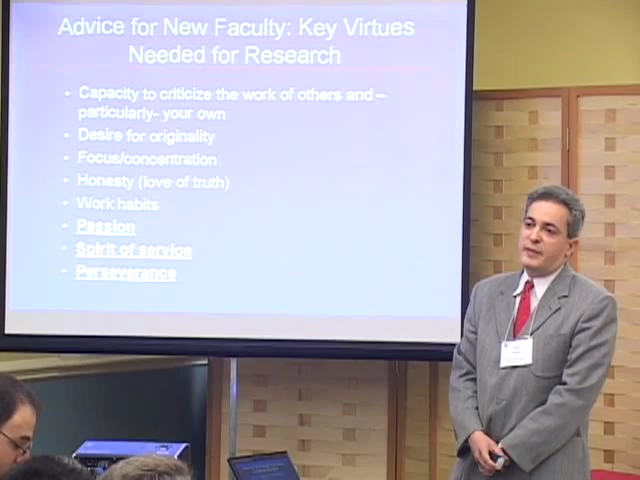 Advice for New Faculty: Key Virtues
Needed for Research
• Capacity to criticize the work of others and –
particularly- your own
• Desire for originality
• Focus/concentration
• Honesty (love of truth)
• Work habits
• Passion
• Spirit of service
• Perseverance